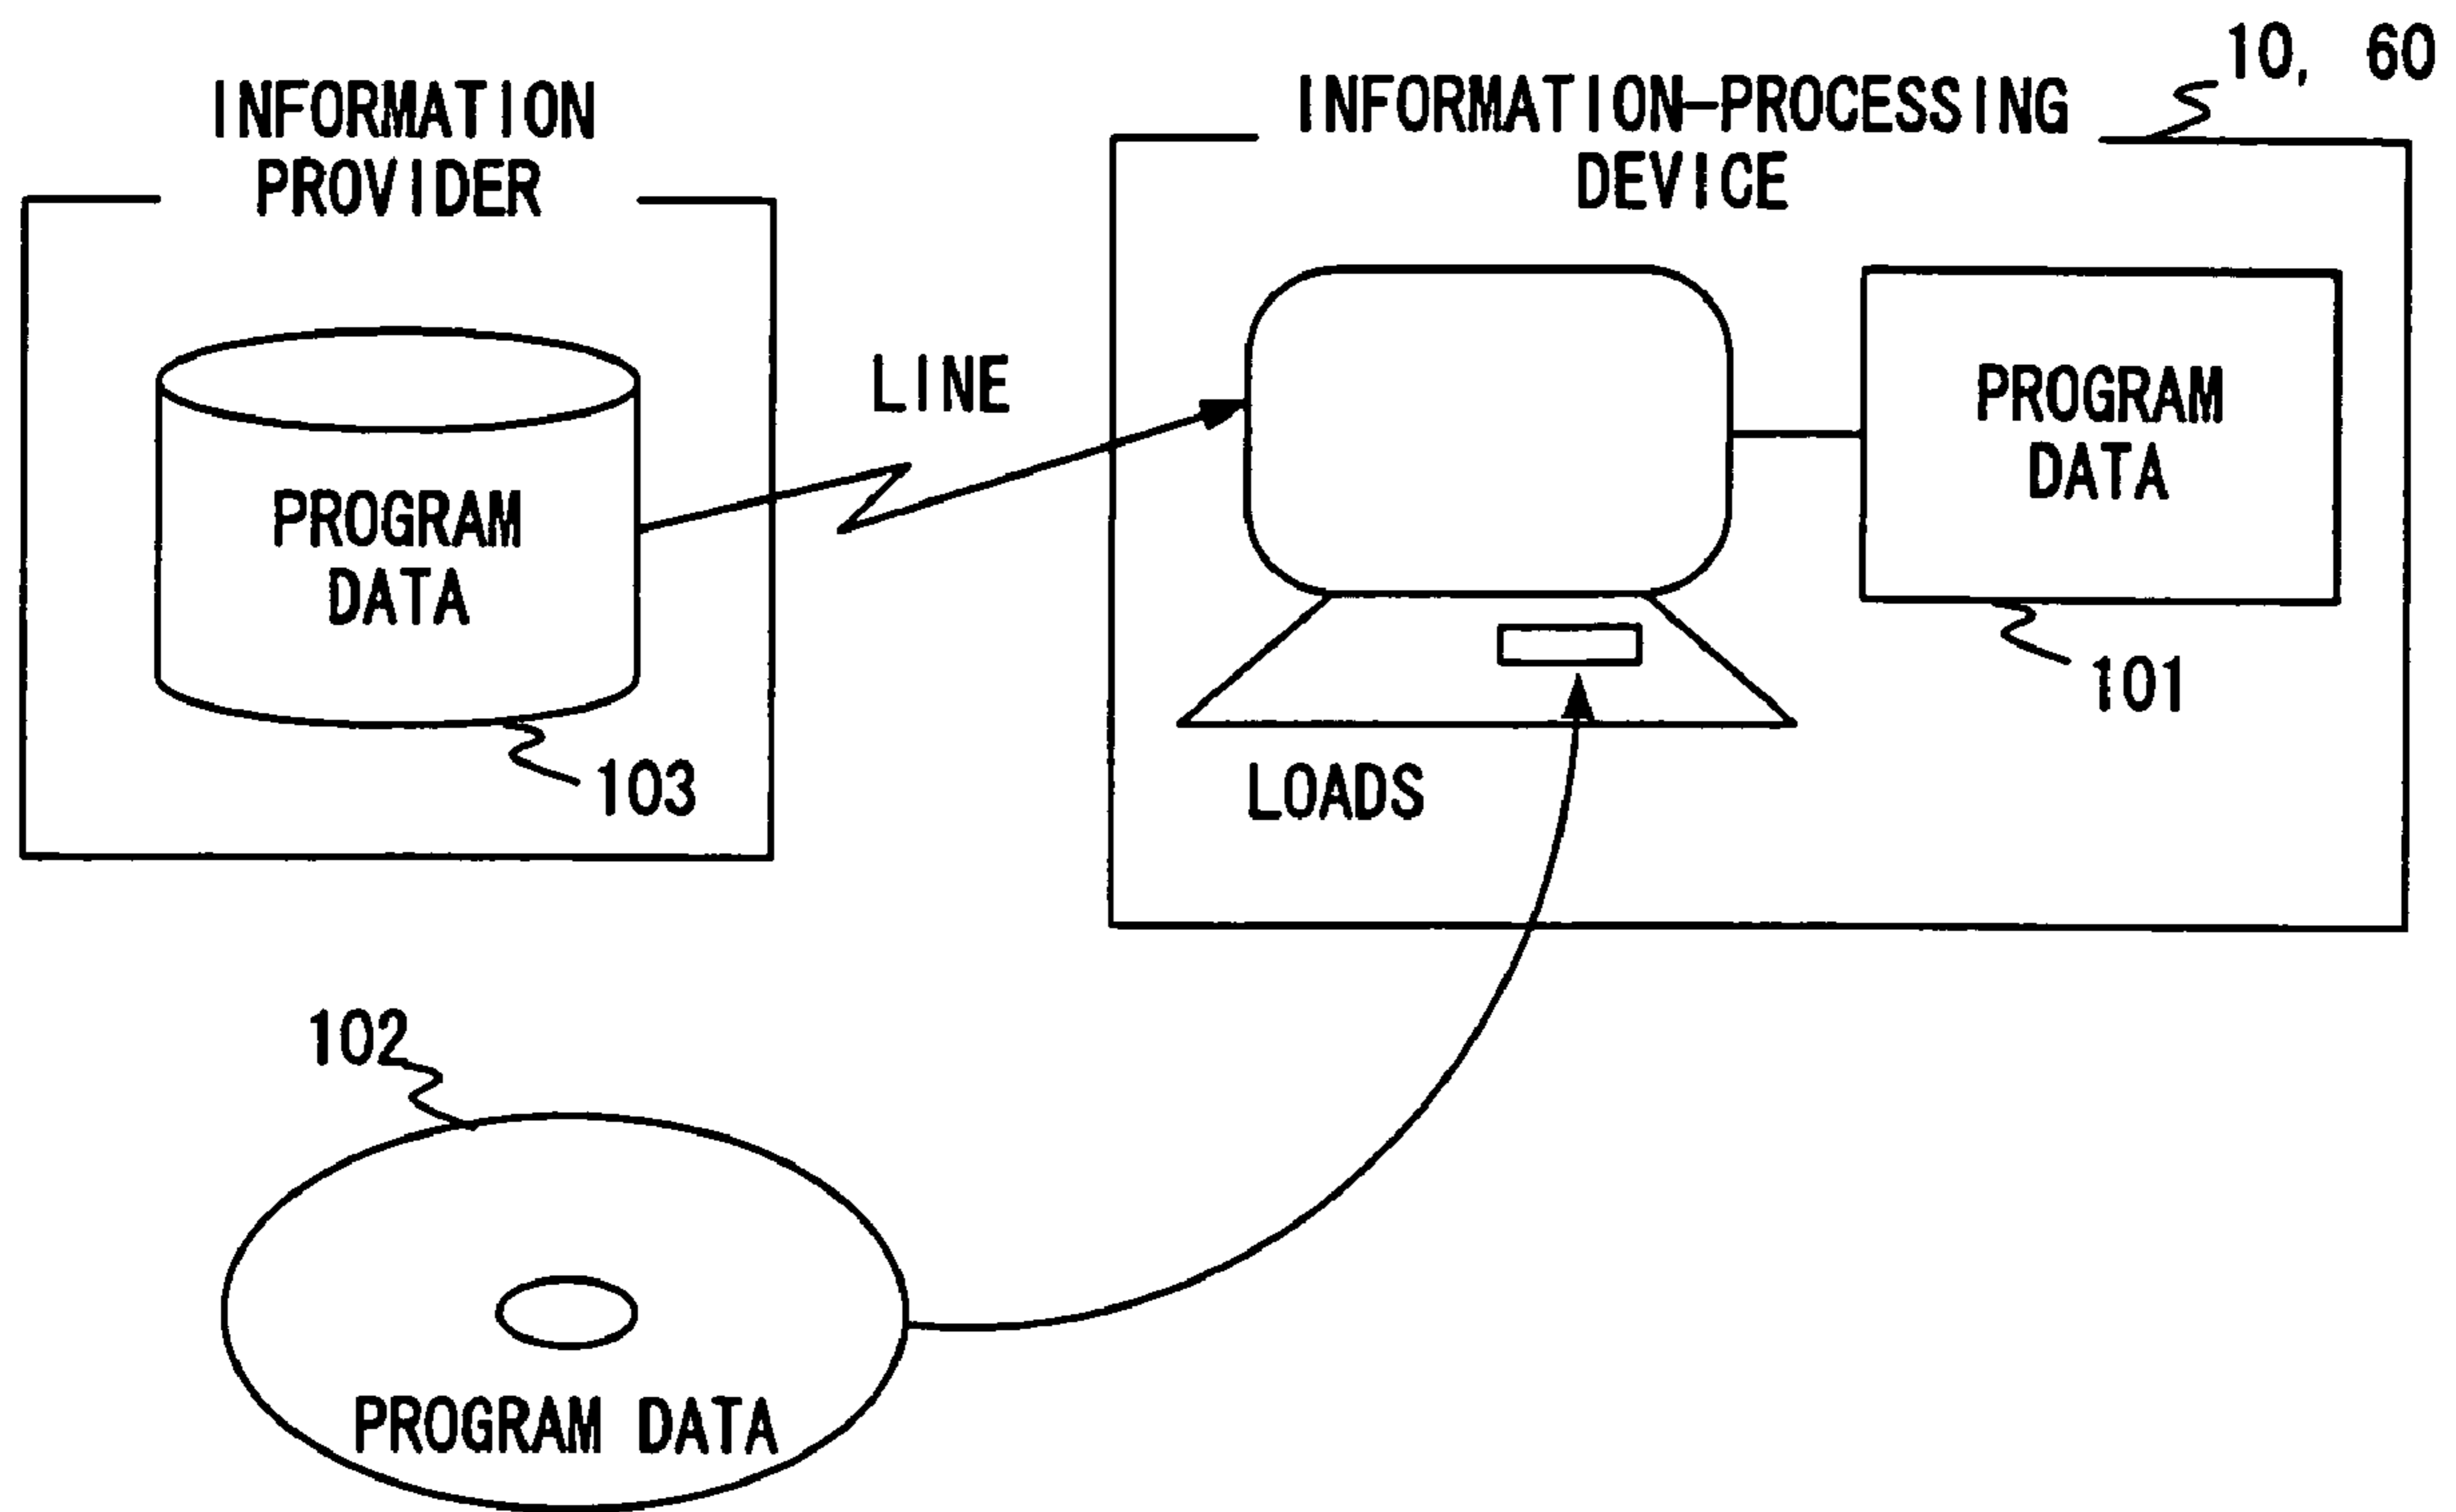 INFORMATION
PROVIDER
PROGRAM
DATA
103
LINE
10, 60
INFORMATION-PROCESSING
DEVICE
PROGRAM
DATA
101
LOADS
102
PROGRAM DATA